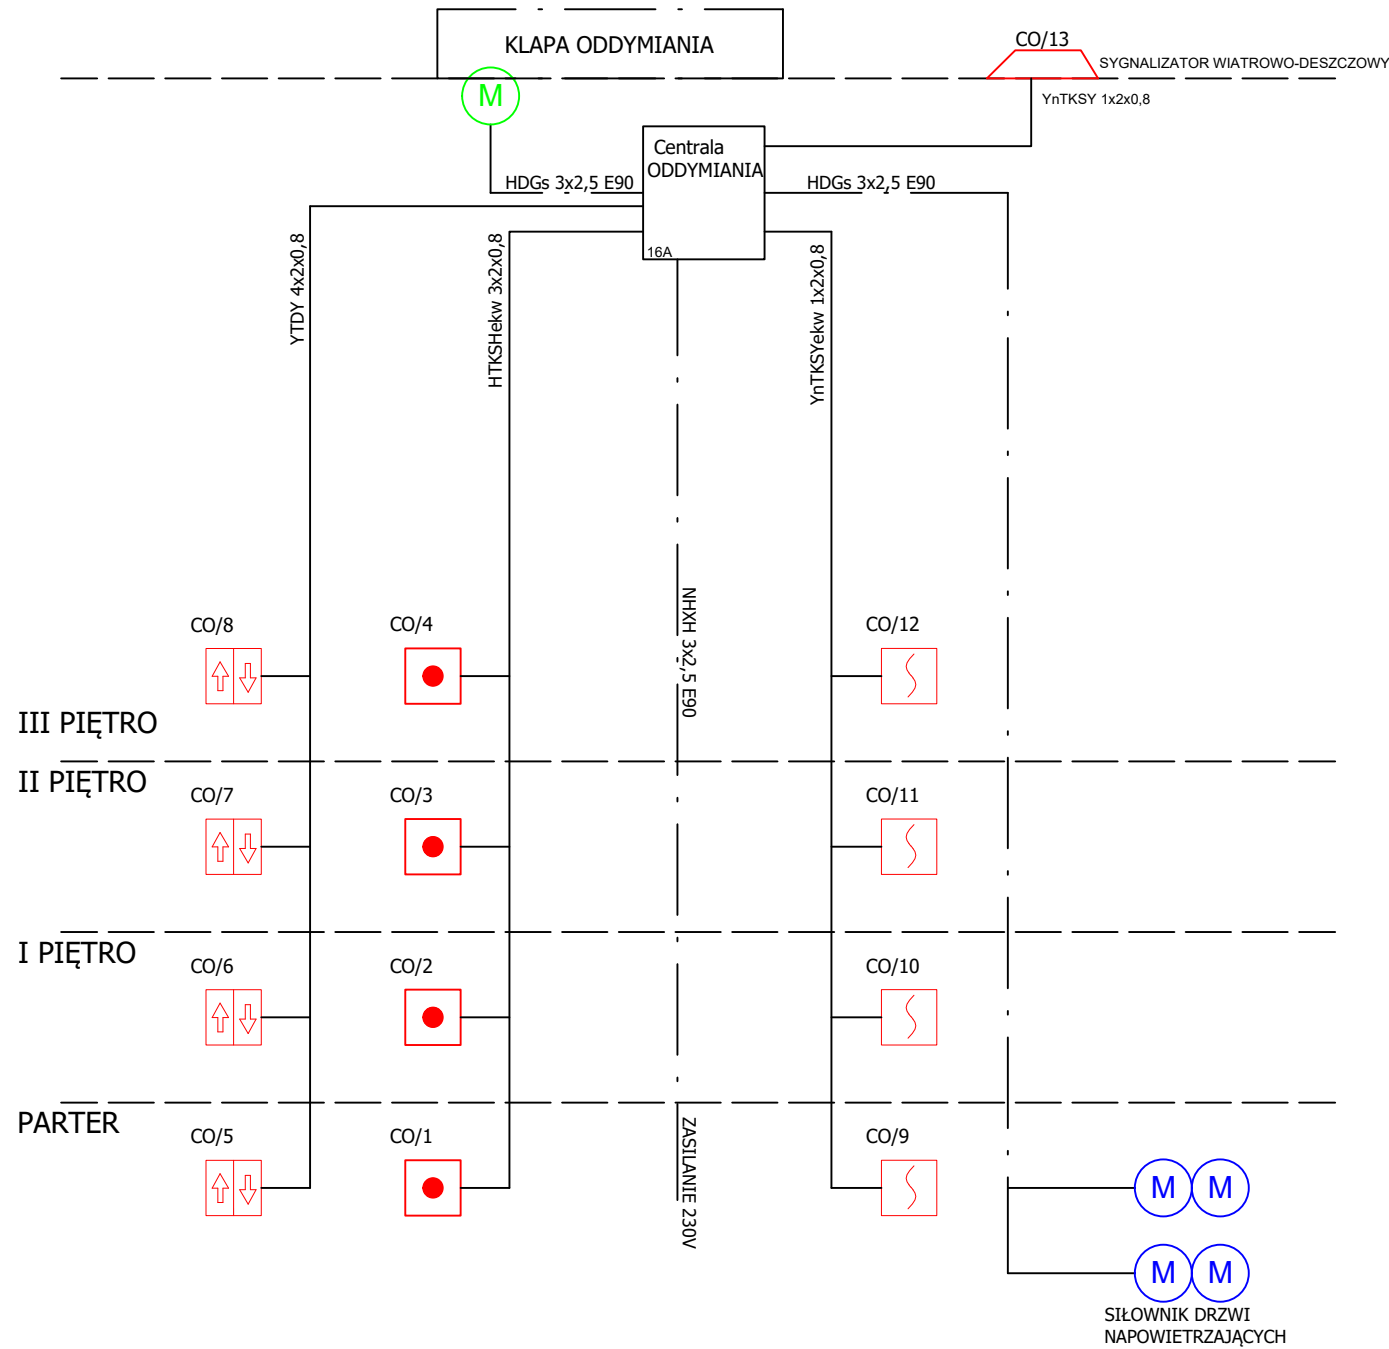 KLAPA ODDYMIANIA
CO/13
SYGNALIZATOR WIATROWO-DESZCZOWY
M
YnTKSY 1x2x0,8
Centrala
ODDYMIANIA
16A
HDGs 3x2,5 E90
HDGs 3x2,5 E90
YTDY 4x2x0,8
HTKSHekw 3x2x0,8
YnTKSYekw 1x2x0,8
NHXH 3x2,5 E90
CO/8
CO/4
CO/12
III PIĘTRO
II PIĘTRO
CO/7
CO/3
CO/11
I PIĘTRO
CO/6
CO/2
CO/10
PARTER
CO/5
CO/1
ZASILANIE 230V
CO/9
M M
M M
SIŁOWNIK DRZWI
NAPOWIETRZAJĄCYCH